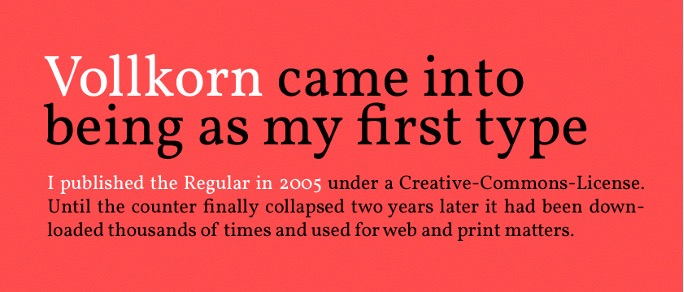 Vollkorn came into
being as my first type
I published the Regular in 2005 under a Creative-Commons-License.
Until the counter finally collapsed two years later it had been down-
loaded thousands of times and used for web and print matters.